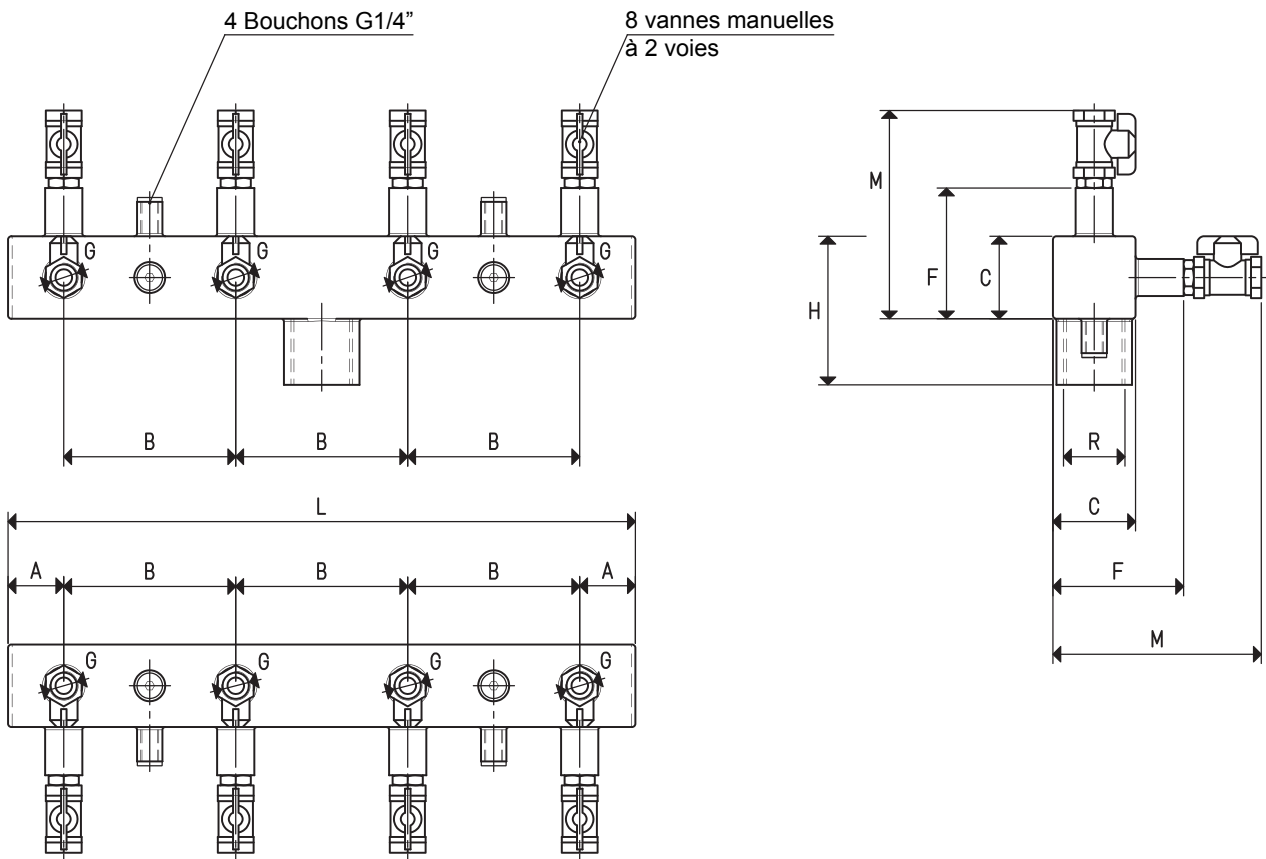 4 Bouchons G1/4”
8 vannes manuelles
à 2 voies
G G G G
B B B
L
A B B B A
G G G G
M
F
C
H
R
C
F
M